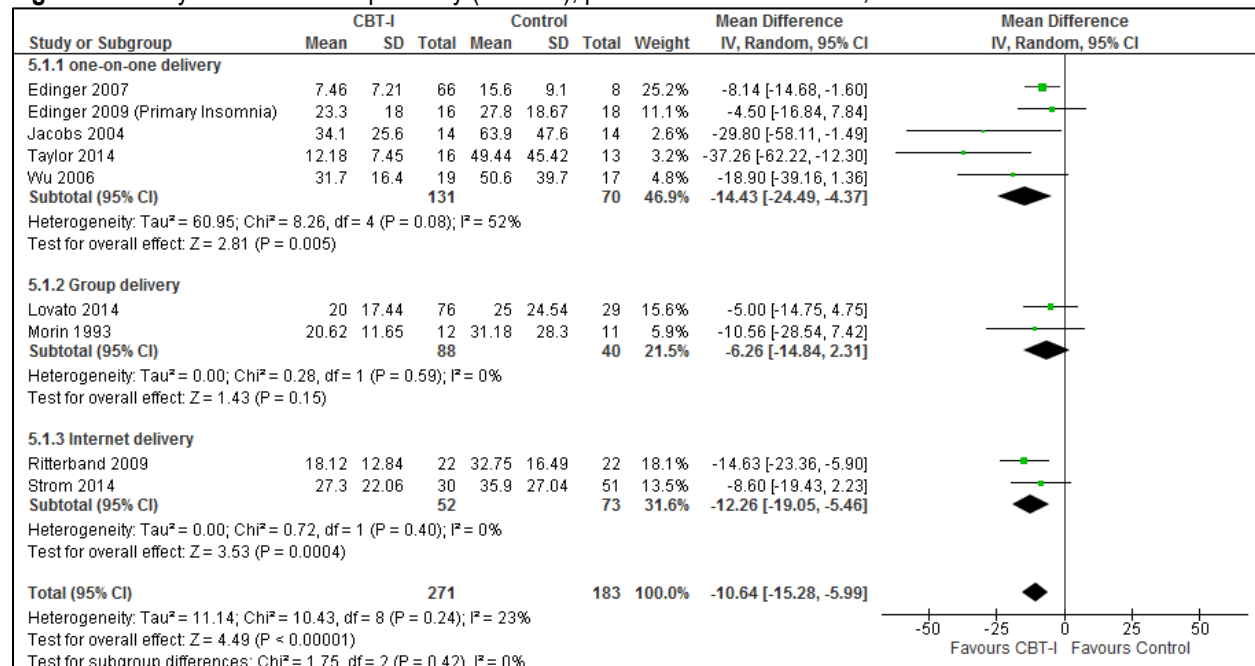 CBT-I Control Mean Difference Mean Difference
Study or Subgroup Mean SD Total Mean SD Total Weight IV, Random, 95% CI IV, Random, 95% CI
5.1.1 one-on-one delivery
Edinger 2007 7.46 7.21 66 15.6 9.1 8 25.2% -8.14 [-14.68, -1.60]
Edinger 2009 (Primary Insomnia) 23.3 18 16 27.8 18.67 18 11.1% -4.50 [-16.84, 7.84]
Jacobs 2004 34.1 25.6 14 63.9 47.6 14 2.6% -29.80 [-58.11, -1.49]
Taylor 2014 12.18 7.45 16 49.44 45.42 13 3.2% -37.26 [-62.22, -12.30]
Wu 2006 31.7 16.4 19 50.6 39.7 17 4.8% -18.90 [-39.16, 1.36]
Subtotal (95% CI) 131 70 46.9% -14.43 [-24.49, -4.37]
Heterogeneity: Tau² = 60.95; Chi² = 8.26, df = 4 (P = 0.08); I² = 52%
Test for overall effect: Z = 2.81 (P = 0.005)
5.1.2 Group delivery
Lovato 2014 20 17.44 76 25 24.54 29 15.6% -5.00 [-14.75, 4.75]
Morin 1993 20.62 11.65 12 31.18 28.3 11 5.9% -10.56 [-28.54, 7.42]
Subtotal (95% CI) 88 40 21.5% -6.26 [-14.84, 2.31]
Heterogeneity: Tau² = 0.00; Chi² = 0.28, df = 1 (P = 0.59); I² = 0%
Test for overall effect: Z = 1.43 (P = 0.15)
5.1.3 Internet delivery
Ritterband 2009 18.12 12.84 22 32.75 16.49 22 18.1% -14.63 [-23.36, -5.90]
Strom 2014 27.3 22.06 30 35.9 27.04 51 13.5% -8.60 [-19.43, 2.23]
Subtotal (95% CI) 52 73 31.6% -12.26 [-19.05, -5.46]
Heterogeneity: Tau² = 0.00; Chi² = 0.72, df = 1 (P = 0.40); I² = 0%
Test for overall effect: Z = 3.53 (P = 0.0004)
Total (95% CI) 271 183 100.0% -10.64 [-15.28, -5.99]
Heterogeneity: Tau² = 11.14; Chi² = 10.43, df = 8 (P = 0.24); I² = 23%
Test for overall effect: Z = 4.49 (P < 0.00001)
Test for subgroup differences: Chi² = 1.75, df = 2 (P = 0.42), I² = 0%
-50 -25 0 25 50
Favours CBT-I Favours Control